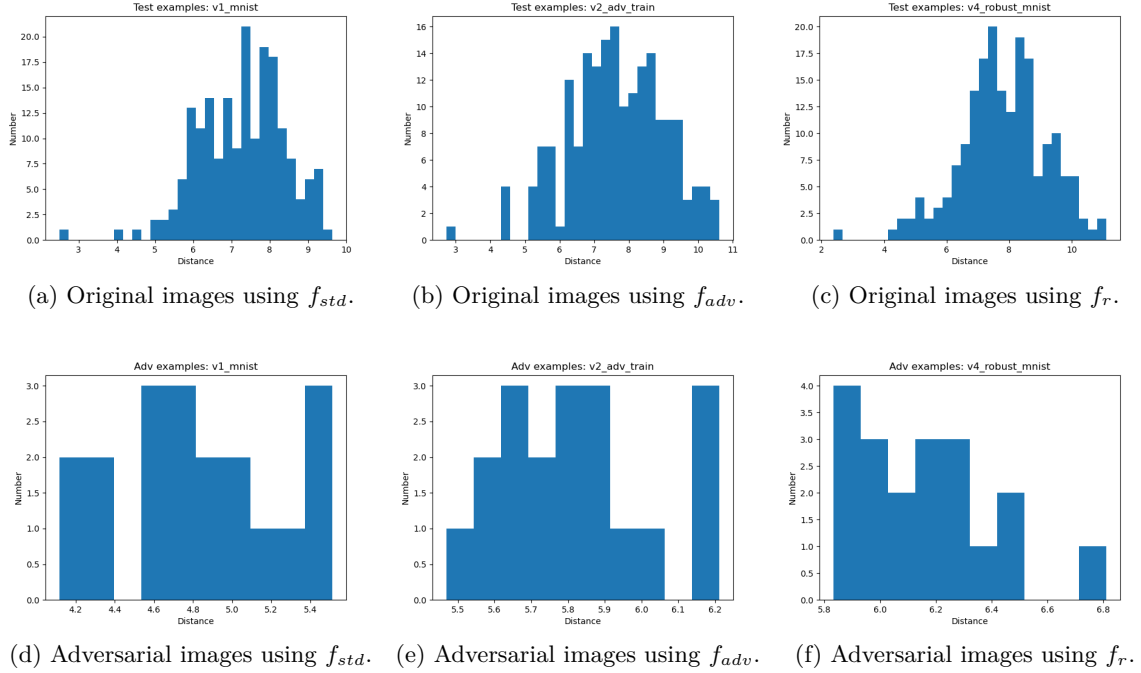 Test examples: v1_mnist
20.0
17.5
15.0
12.5
10.0
7.5
5.0
2.5
0.0
Number
3 4 5 6 7 8 9 10
Distance
(a) Original images using f_std.
Test examples: v2_adv_train
16
14
12
10
8
6
4
2
0
Number
3 4 5 6 7 8 9 10 11
Distance
(b) Original images using f_adv.
Test examples: v4_robust_mnist
20.0
17.5
15.0
12.5
10.0
7.5
5.0
2.5
0.0
Number
2 4 6 8 10
Distance
(c) Original images using f_r.
Adv examples: v1_mnist
3.0
2.5
2.0
1.5
1.0
0.5
0.0
Number
4.2 4.4 4.6 4.8 5.0 5.2 5.4
Distance
(d) Adversarial images using f_std.
Adv examples: v2_adv_train
3.0
2.5
2.0
1.5
1.0
0.5
0.0
Number
5.5 5.6 5.7 5.8 5.9 6.0 6.1 6.2
Distance
(e) Adversarial images using f_adv.
Adv examples: v4_robust_mnist
4.0
3.5
3.0
2.5
2.0
1.5
1.0
0.5
0.0
Number
5.8 6.0 6.2 6.4 6.6 6.8
Distance
(f) Adversarial images using f_r.